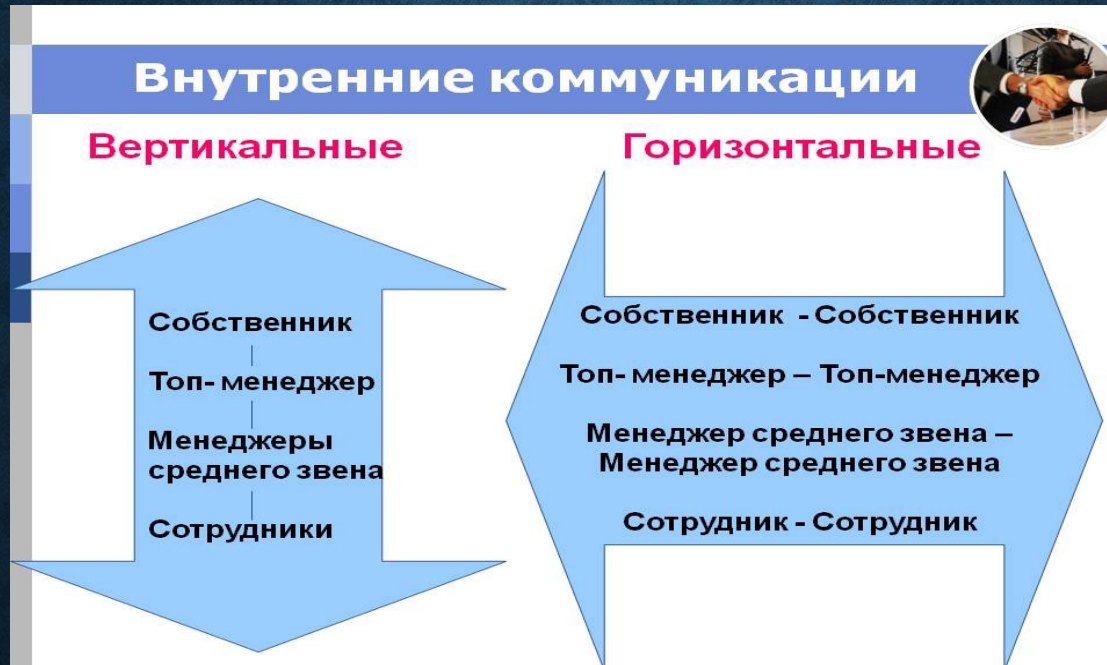 Внутренние коммуникации
Вертикальные
Собственник
Топ- менеджер
Менеджеры
среднего звена
Сотрудники
Горизонтальные
Собственник - Собственник
Топ- менеджер – Топ-менеджер
Менеджер среднего звена –
Менеджер среднего звена
Сотрудник - Сотрудник